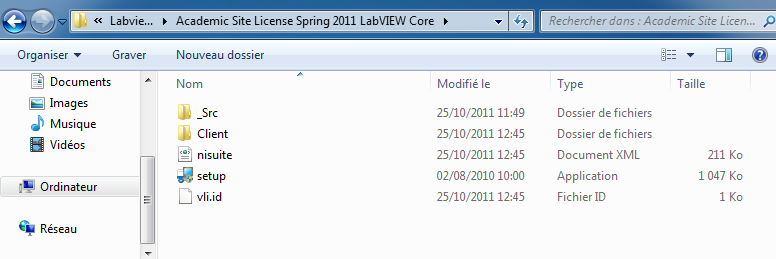 « Labvie... ▸ Academic Site License Spring 2011 LabVIEW Core ▸
Rechercher dans : Academic Site Licen...
Organiser Graver Nouveau dossier
Documents
Images
Musique
Vidéos
Ordinateur
Réseau
Nom Modifié le Type Taille
_Src 25/10/2011 11:49 Dossier de fichiers
Client 25/10/2011 12:45 Dossier de fichiers
nisuite 25/10/2011 12:45 Document XML 211 Ko
setup 02/08/2010 10:00 Application 1 047 Ko
vli.id 25/10/2011 12:45 Fichier ID 1 Ko